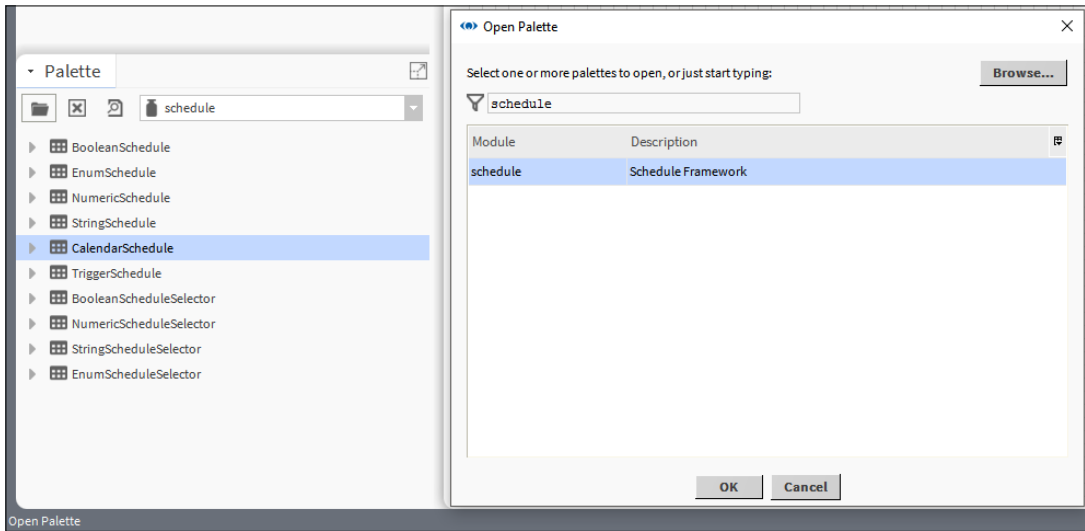 Palette
schedule
BooleanSchedule
EnumSchedule
NumericSchedule
StringSchedule
CalendarSchedule
TriggerSchedule
BooleanScheduleSelector
NumericScheduleSelector
StringScheduleSelector
EnumScheduleSelector
Open Palette
Open Palette
Select one or more palettes to open, or just start typing:
Browse...
schedule
Module Description
schedule Schedule Framework
OK Cancel